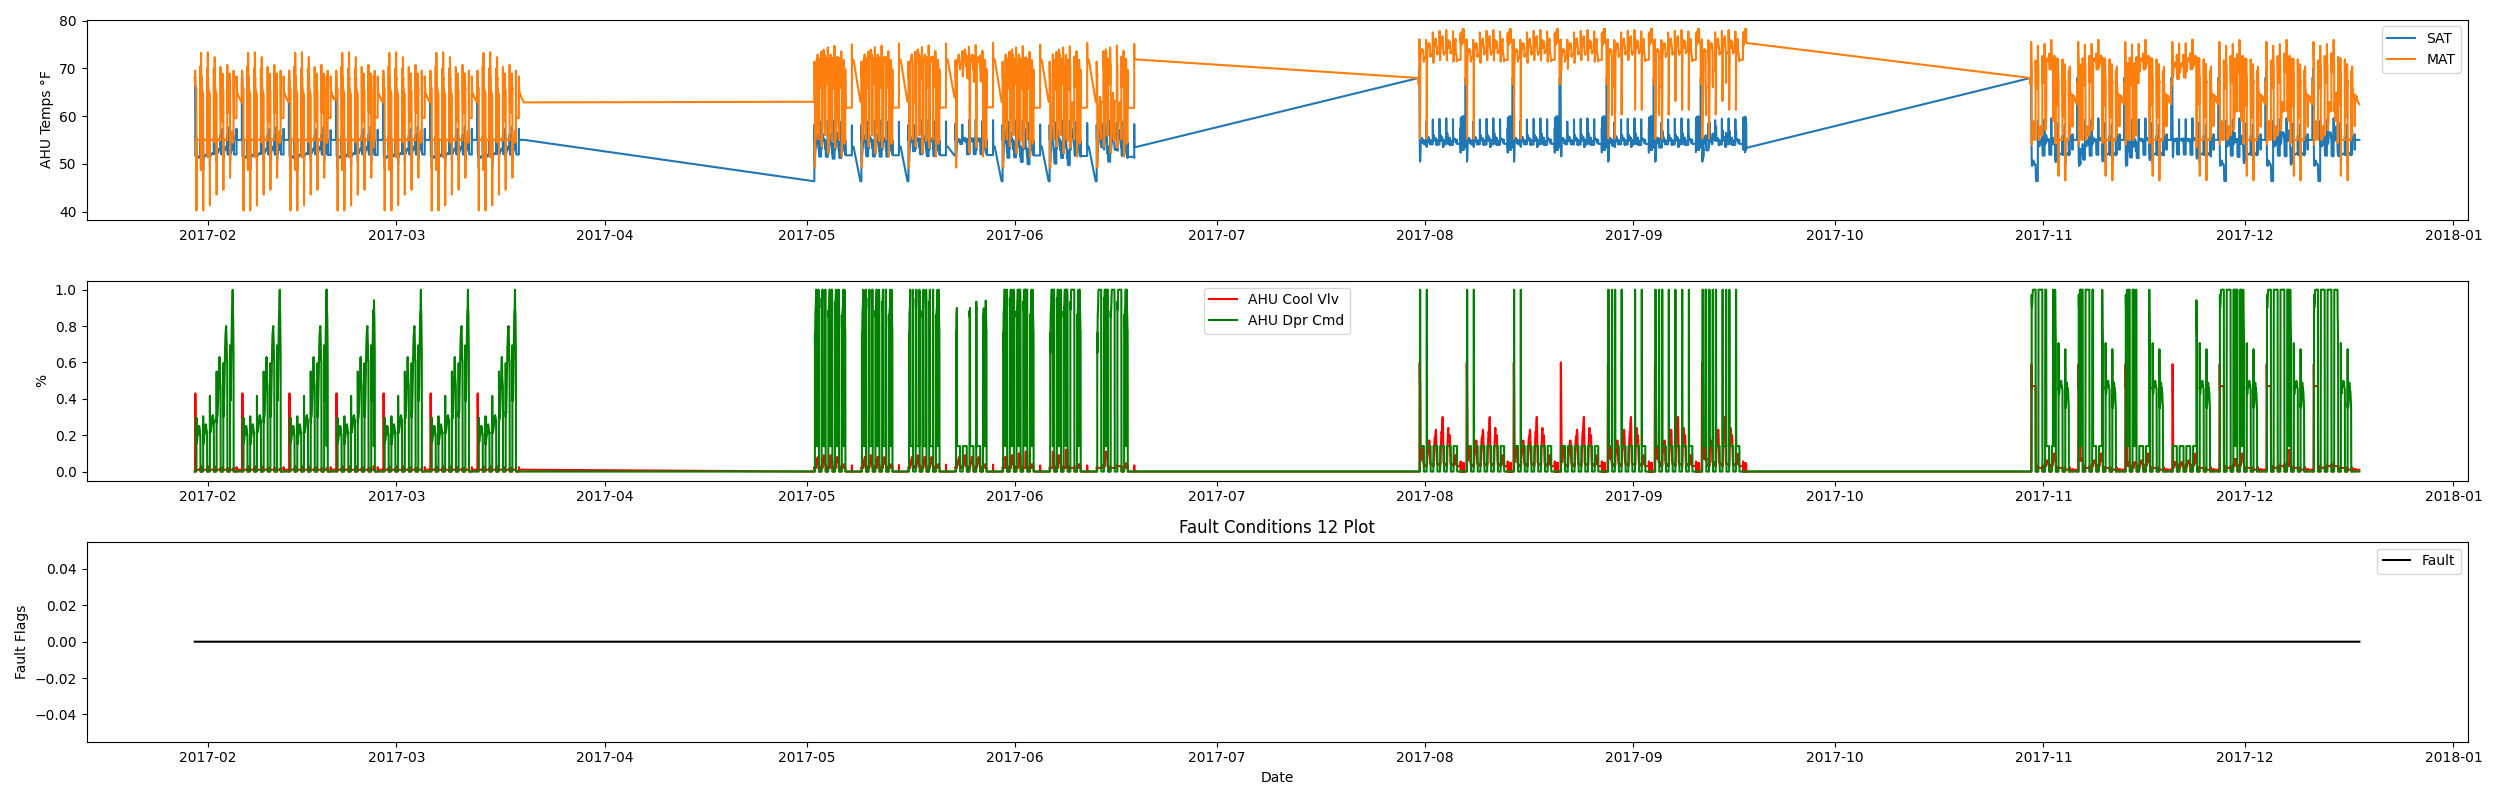 80
70
60
50
40
AHU Temps °F
SAT
MAT
2017-02 2017-03 2017-04 2017-05 2017-06 2017-07 2017-08 2017-09 2017-10 2017-11 2017-12 2018-01
1.0
0.8
0.6
0.4
0.2
0.0
%
AHU Cool Vlv
AHU Dpr Cmd
2017-02 2017-03 2017-04 2017-05 2017-06 2017-07 2017-08 2017-09 2017-10 2017-11 2017-12 2018-01
Fault Conditions 12 Plot
0.04
0.02
0.00
−0.02
−0.04
Fault Flags
Fault
2017-02 2017-03 2017-04 2017-05 2017-06 2017-07 2017-08 2017-09 2017-10 2017-11 2017-12 2018-01
Date